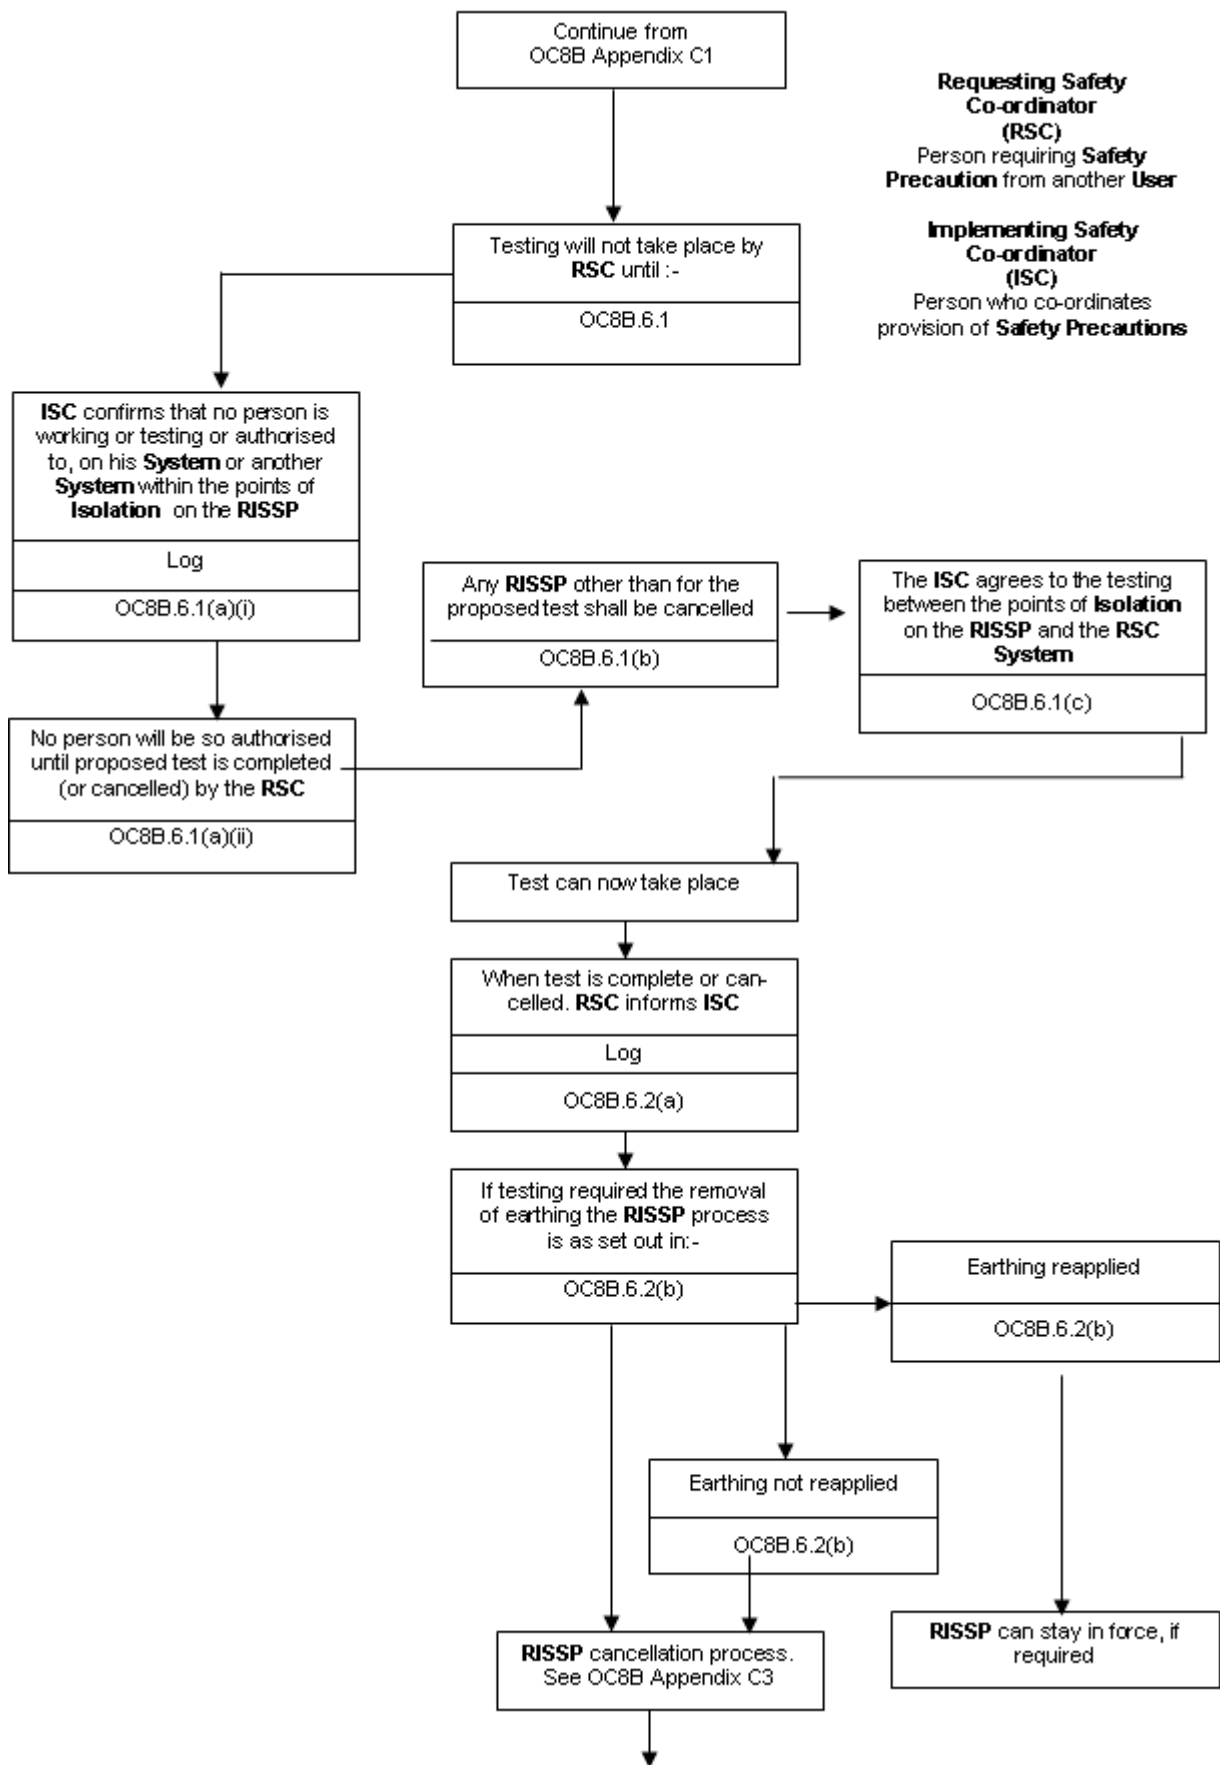 Continue from
OC8B Appendix C1
Requesting Safety
Co-ordinator
(RSC)
Person requiring Safety
Precaution from another User
Implementing Safety
Co-ordinator
(ISC)
Person who co-ordinates
provision of Safety Precautions
Testing will not take place by
RSC until :-
OC8B.6.1
ISC confirms that no person is
working or testing or authorised
to, on his System or another
System within the points of
Isolation on the RISSP
Log
OC8B.6.1(a)(i)
No person will be so authorised
until proposed test is completed
(or cancelled) by the RSC
OC8B.6.1(a)(ii)
Any RISSP other than for the
proposed test shall be cancelled
OC8B.6.1(b)
The ISC agrees to the testing
between the points of Isolation
on the RISSP and the RSC
System
OC8B.6.1(c)
Test can now take place
When test is complete or can-
celled. RSC informs ISC
Log
OC8B.6.2(a)
If testing required the removal
of earthing the RISSP process
is as set out in:-
OC8B.6.2(b)
Earthing reapplied
OC8B.6.2(b)
Earthing not reapplied
OC8B.6.2(b)
RISSP cancellation process.
See OC8B Appendix C3
RISSP can stay in force, if
required